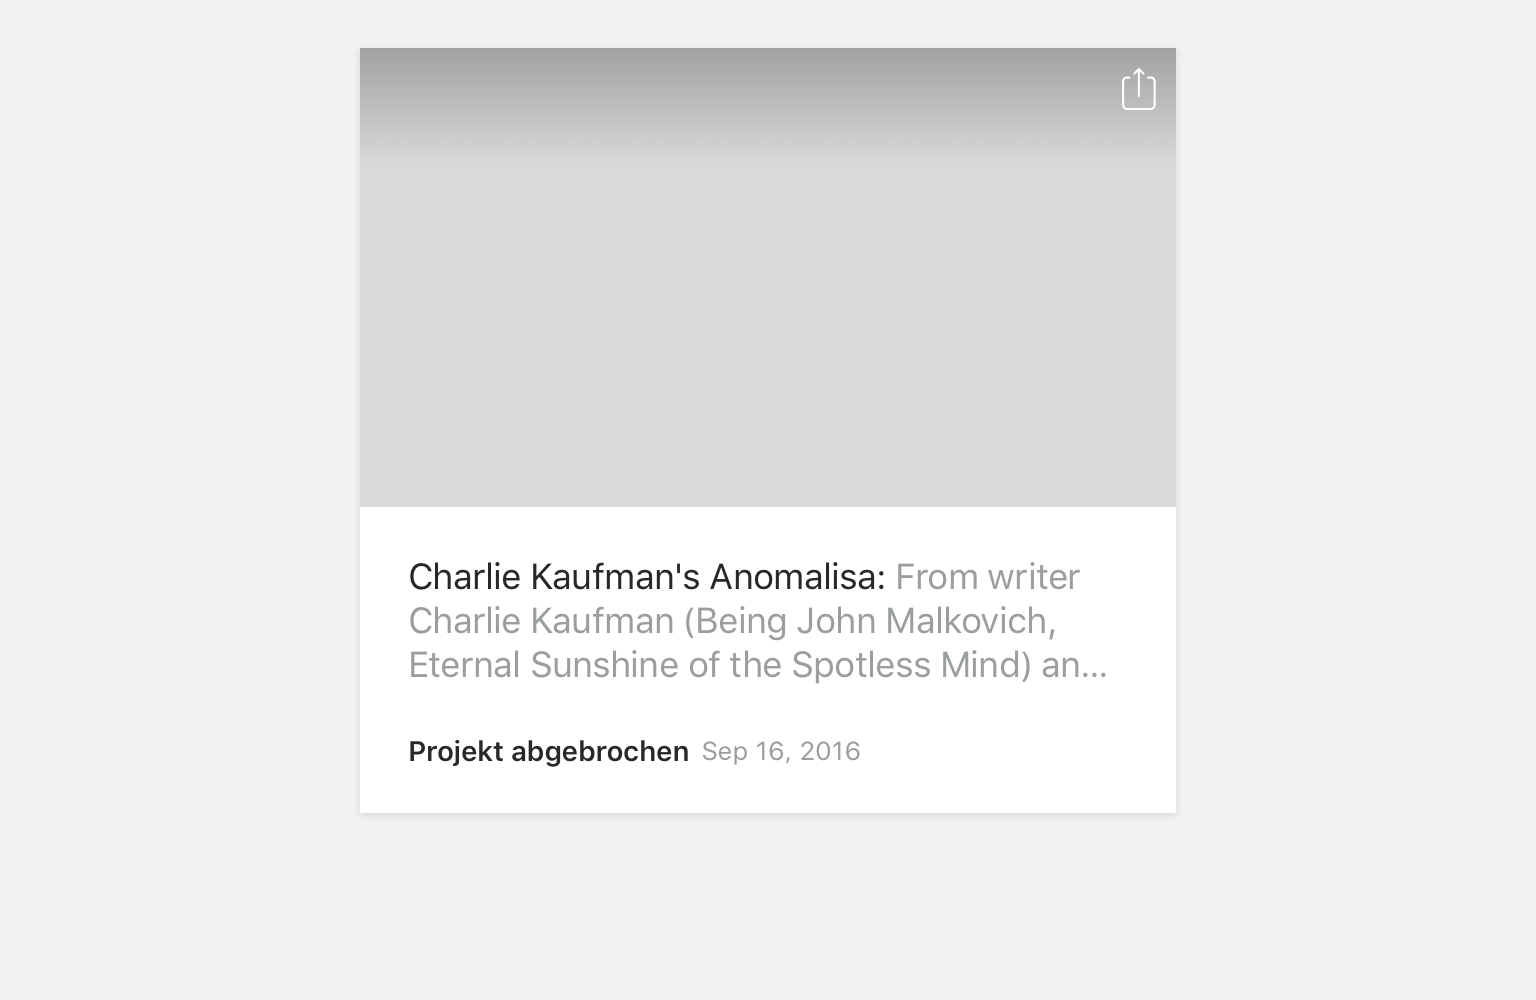 Charlie Kaufman's Anomalisa: From writer
Charlie Kaufman (Being John Malkovich,
Eternal Sunshine of the Spotless Mind) an...
Projekt abgebrochen Sep 16, 2016